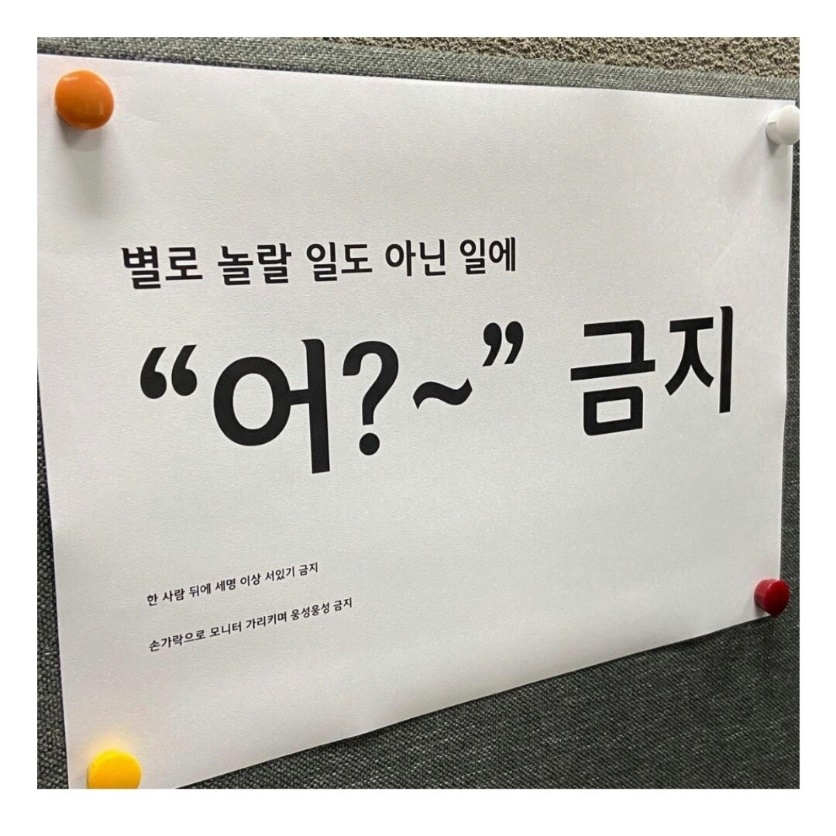 별로 놀랄 일도 아닌 일에
“어?~” 금지
한 사람 뒤에 세명 이상 서있기 금지
손가락으로 모니터 가리키며 웅성웅성 금지